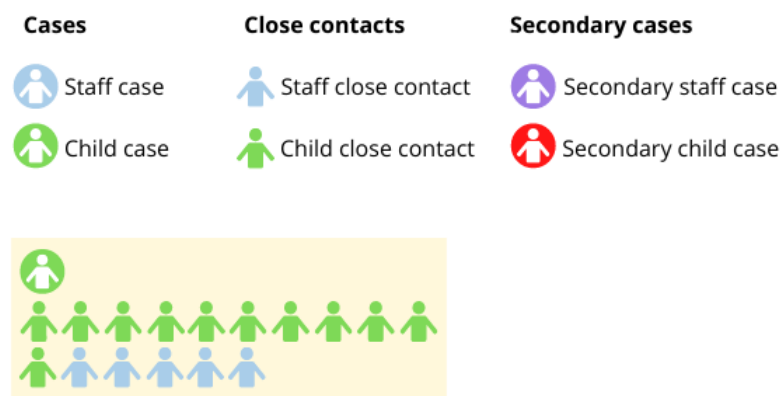 Cases Close contacts Secondary cases
Staff case Staff close contact Secondary staff case
Child case Child close contact Secondary child case